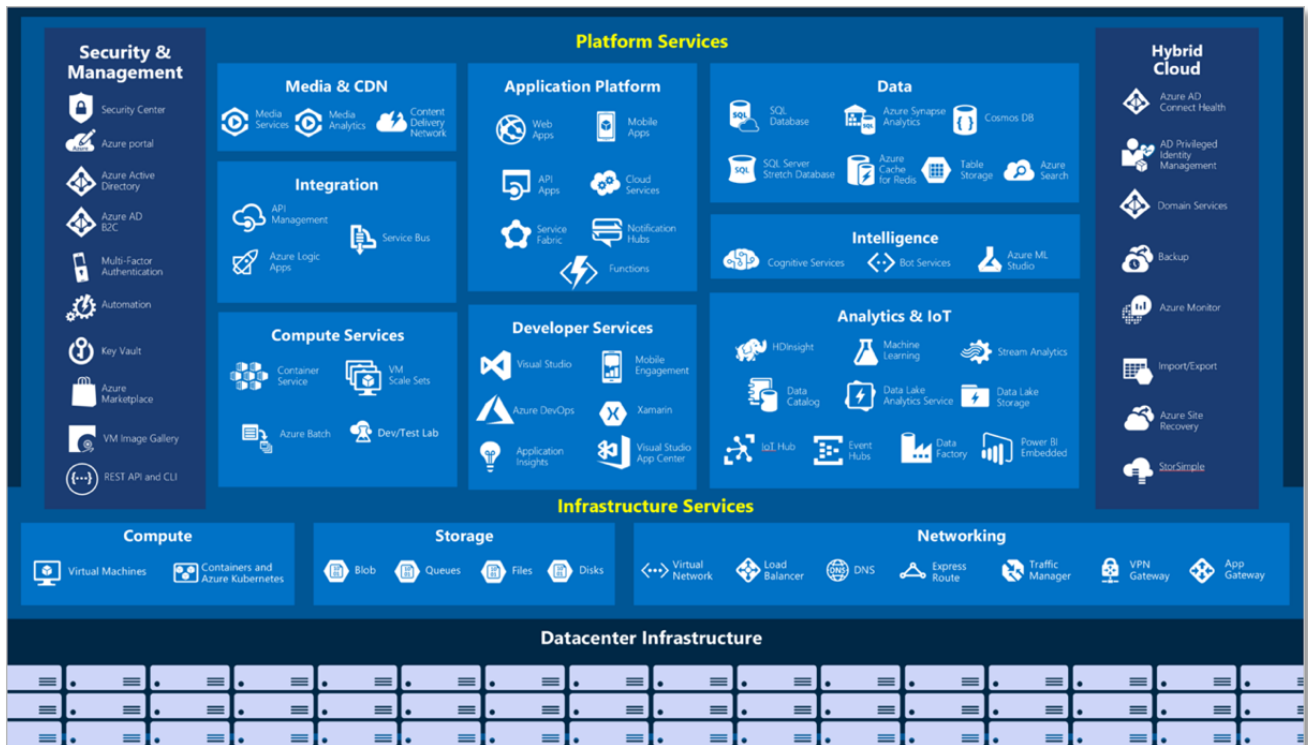 Platform Services
Security &
Management
Security Center
Azure portal
Azure Active
Directory
Azure AD
B2C
Multi-Factor
Authentication
Automation
Key Vault
Azure
Marketplace
VM Image Gallery
REST API and CLI
Media & CDN
Media
Services
Media
Analytics
Content
Delivery
Network
Integration
API
Management
Service Bus
Azure Logic
Apps
Compute Services
Container
Service
VM
Scale Sets
Azure Batch
Dev/Test Lab
Application Platform
Web
Apps
Mobile
Apps
API
Apps
Cloud
Services
Service
Fabric
Notification
Hubs
Functions
Developer Services
Visual Studio
Mobile
Engagement
Azure DevOps
Xamarin
Application
Insights
Visual Studio
App Center
Data
SQL
SQL
Database
SQL
Azure Synapse
Analytics
Cosmos DB
SQL
SQL Server
Stretch Database
Azure
Cache
for Redis
Table
Storage
Azure
Search
Intelligence
Cognitive Services
Bot Services
Azure ML
Studio
Analytics & IoT
HDInsight
Machine
Learning
Stream Analytics
Data
Catalog
Data Lake
Analytics Service
Data Lake
Storage
IoT Hub
Event
Hubs
Data
Factory
Power BI
Embedded
Hybrid
Cloud
Azure AD
Connect Health
AD Privileged
Identity
Management
Domain Services
Backup
Azure Monitor
Import/Export
Azure Site
Recovery
StorSimple
Infrastructure Services
Compute
Virtual Machines
Containers and
Azure Kubernetes
Storage
Blob
Queues
Files
Disks
Networking
Virtual
Network
Load
Balancer
DNS
DNS
Express
Route
Traffic
Manager
VPN
Gateway
App
Gateway
Datacenter Infrastructure